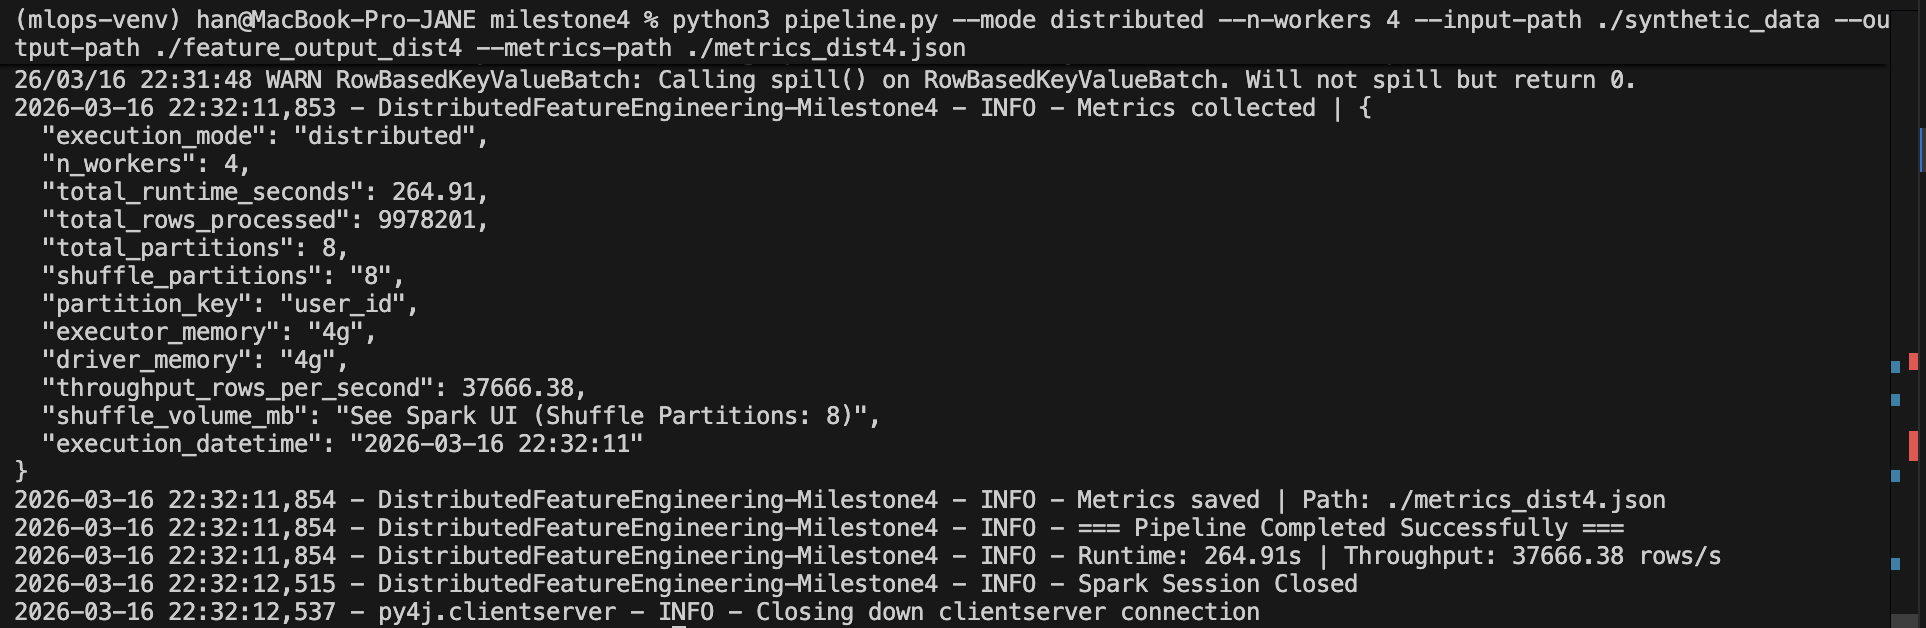 (mlops-venv) han@MacBook-Pro-JANE milestone4 % python3 pipeline.py --mode distributed --n-workers 4 --input-path ./synthetic_data --ou
tput-path ./feature_output_dist4 --metrics-path ./metrics_dist4.json
26/03/16 22:31:48 WARN RowBasedKeyValueBatch: Calling spill() on RowBasedKeyValueBatch. Will not spill but return 0.
2026-03-16 22:32:11,853 - DistributedFeatureEngineering-Milestone4 - INFO - Metrics collected | {
  "execution_mode": "distributed",
  "n_workers": 4,
  "total_runtime_seconds": 264.91,
  "total_rows_processed": 9978201,
  "total_partitions": 8,
  "shuffle_partitions": "8",
  "partition_key": "user_id",
  "executor_memory": "4g",
  "driver_memory": "4g",
  "throughput_rows_per_second": 37666.38,
  "shuffle_volume_mb": "See Spark UI (Shuffle Partitions: 8)",
  "execution_datetime": "2026-03-16 22:32:11"
}
2026-03-16 22:32:11,854 - DistributedFeatureEngineering-Milestone4 - INFO - Metrics saved | Path: ./metrics_dist4.json
2026-03-16 22:32:11,854 - DistributedFeatureEngineering-Milestone4 - INFO - === Pipeline Completed Successfully ===
2026-03-16 22:32:11,854 - DistributedFeatureEngineering-Milestone4 - INFO - Runtime: 264.91s | Throughput: 37666.38 rows/s
2026-03-16 22:32:12,515 - DistributedFeatureEngineering-Milestone4 - INFO - Spark Session Closed
2026-03-16 22:32:12,537 - py4j.clientserver - INFO - Closing down clientserver connection